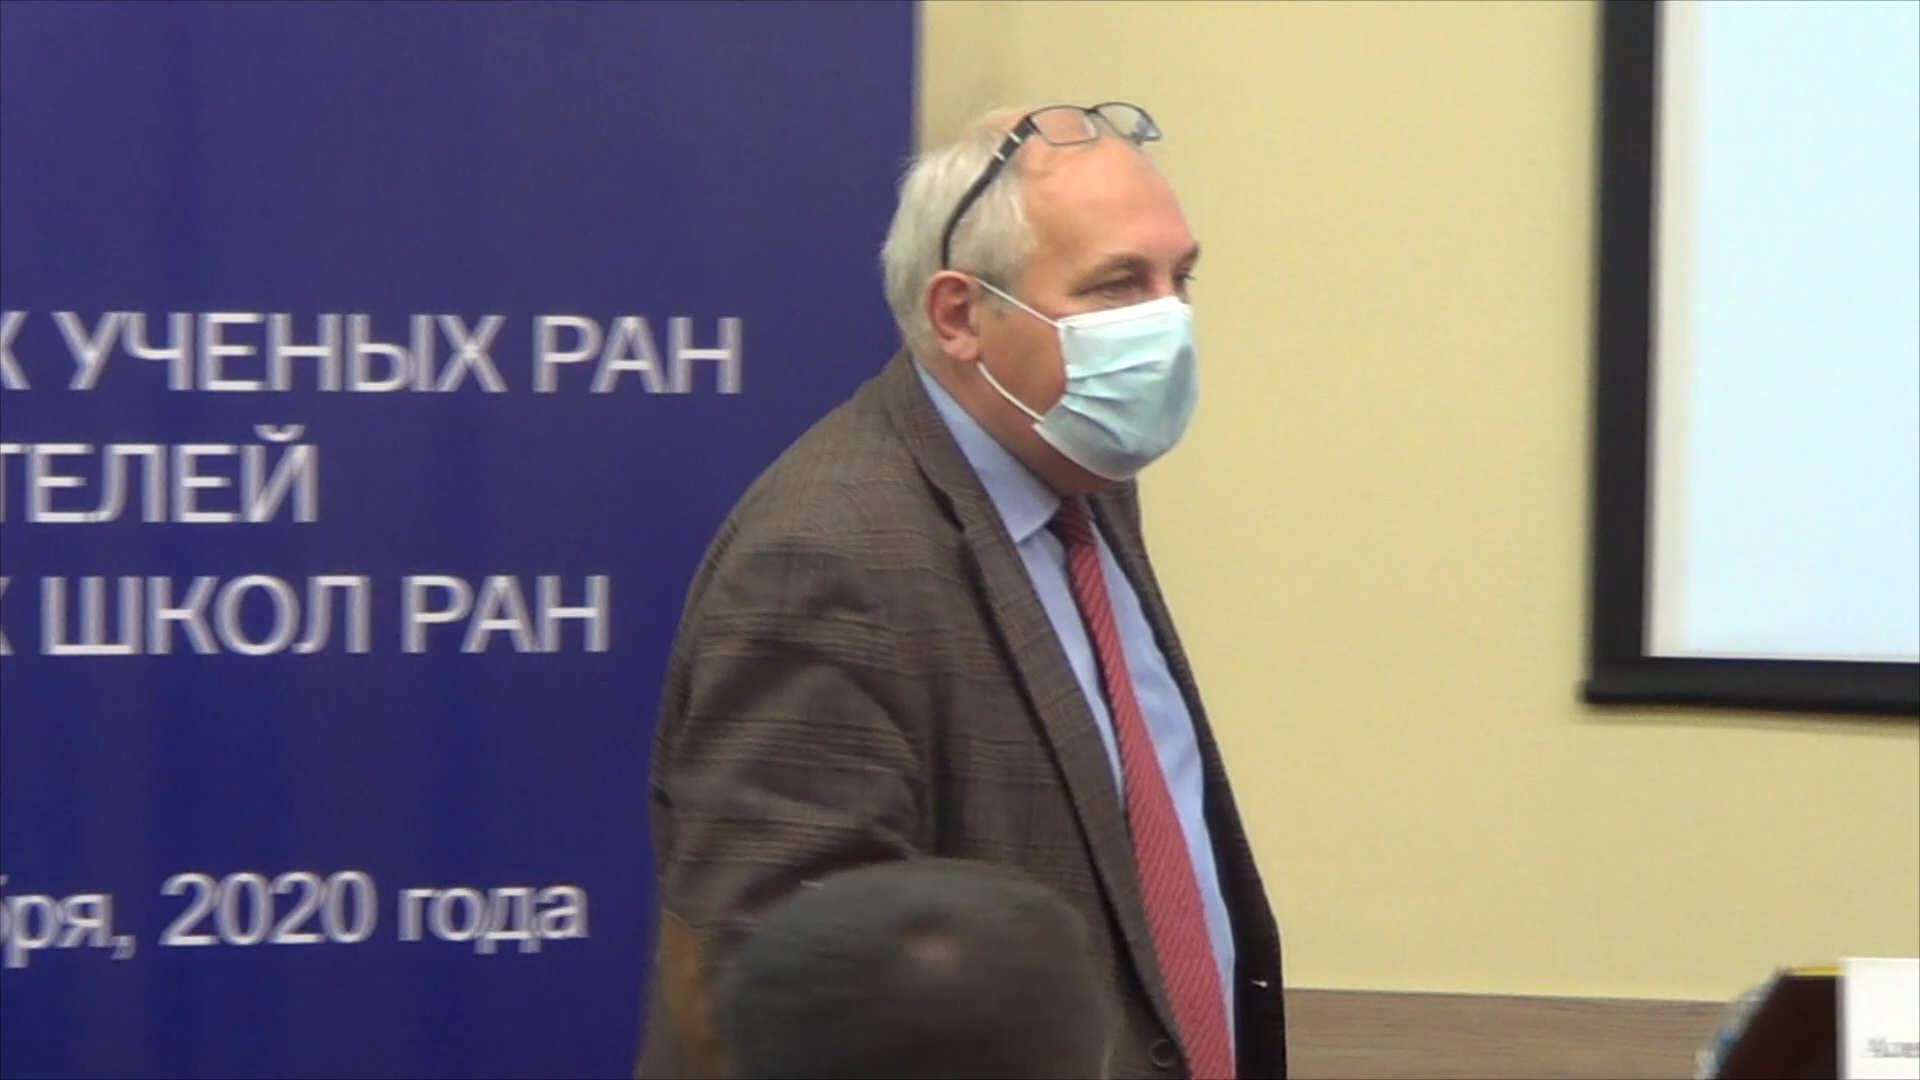 Х УЧЕНЫХ РАН
ТЕЛЕЙ
Х ШКОЛ РАН
бря, 2020 года